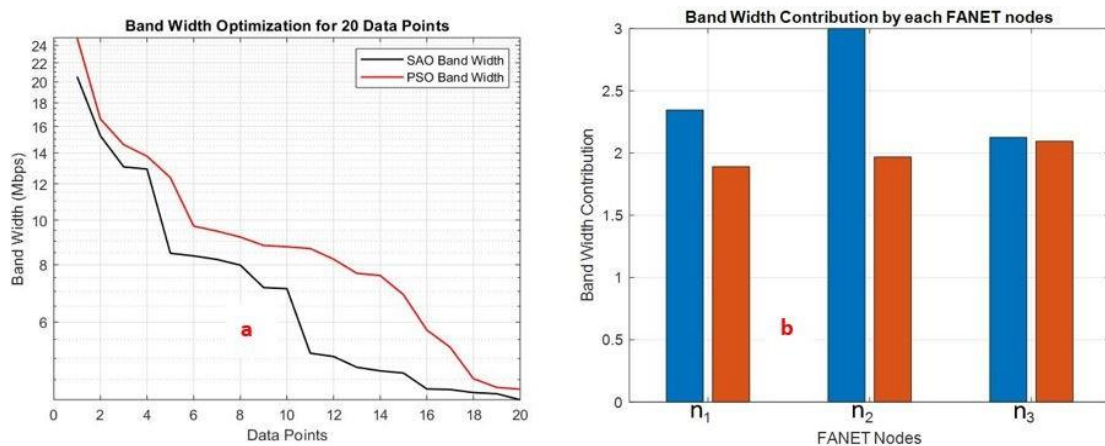 Band Width Optimization for 20 Data Points
SAO Band Width
PSO Band Width
24
22
20
18
16
14
12
10
8
6
Band Width (Mbps)
a
0 2 4 6 8 10 12 14 16 18 20
Data Points
Band Width Contribution by each FANET nodes
3
2.5
2
1.5
1
0.5
0
Band Width Contribution
b
n₁ n₂ n₃
FANET Nodes